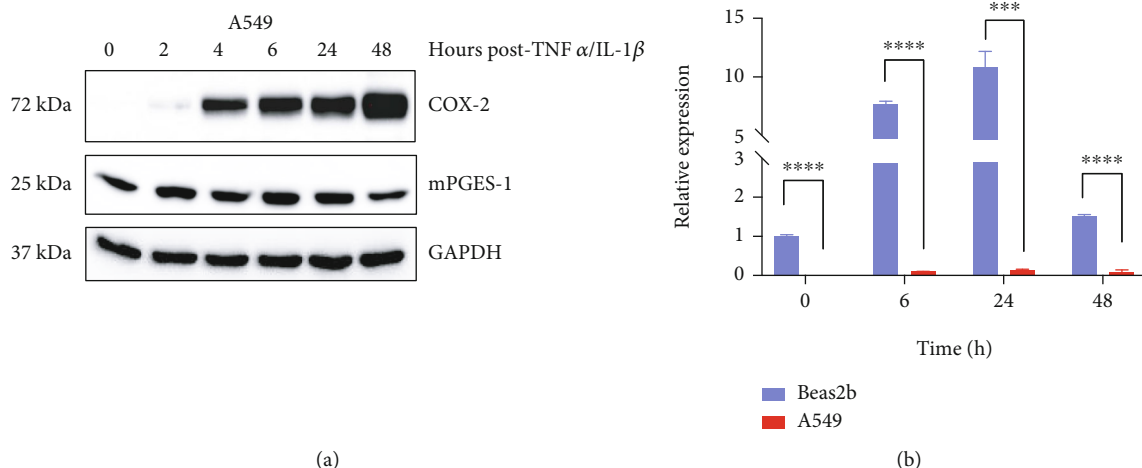 A549
0 2 4 6 24 48 Hours post-TNF α/IL-1β
72 kDa COX-2
25 kDa mPGES-1
37 kDa GAPDH
(a)
Relative expression
15
10
5
3
2
1
0
****
****
***
****
0 6 24 48
Time (h)
Beas2b
A549
(b)